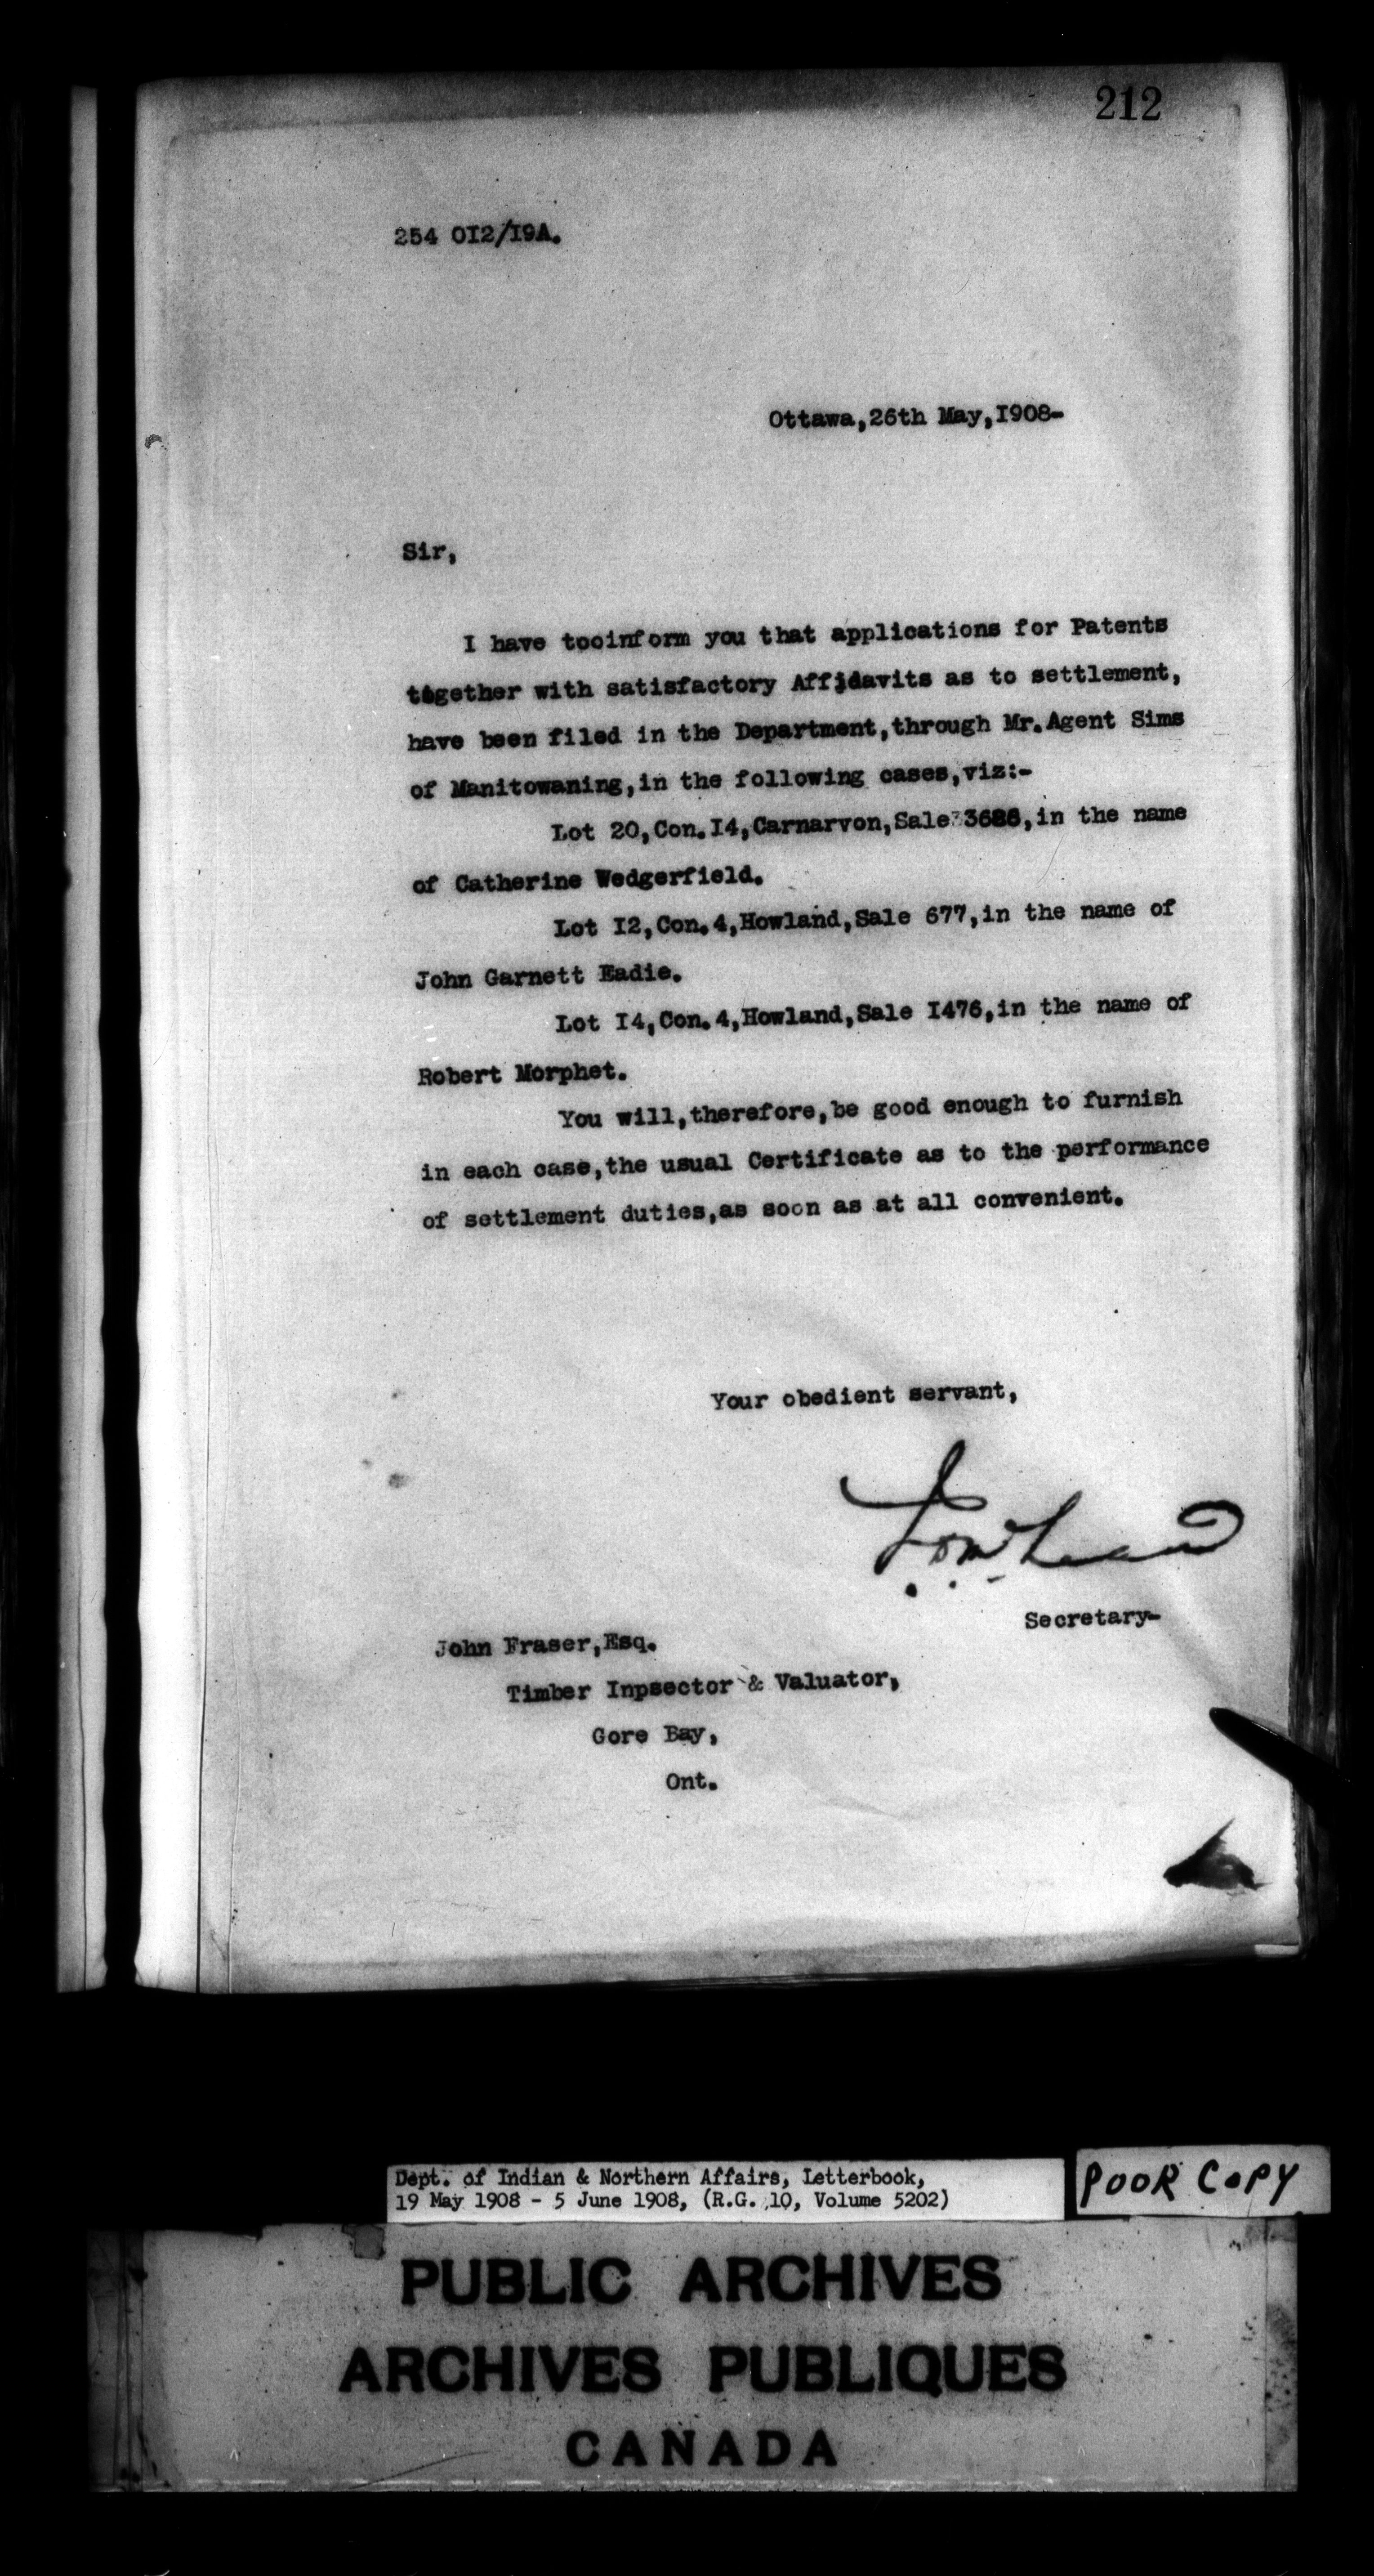 212
254 OI2/I9A.
Ottawa,26th May,I908-
Sir,
I have tooinform you that applications for Patents
together with satisfactory Affidavits as to settlement,
have been filed in the Department,through Mr.Agent Sims
of Manitowaning,in the following cases,viz:-
Lot 20,Con.I4,Carnarvon,Sale 3686,in the name
of Catherine Wedgerfield.
Lot I2,Con.4,Howland,Sale 677,in the name of
John Garnett Eadie.
Lot I4,Con.4,Howland,Sale I476,in the name of
Robert Morphet.
You will,therefore,be good enough to furnish
in each case,the usual Certificate as to the performance
of settlement duties,as soon as at all convenient.
Your obedient servant,
Secretary-
John Fraser,Esq.
Timber Inpsector & Valuator,
Gore Bay,
Ont.
Dept. of Indian & Northern Affairs, Letterbook,
19 May 1908 - 5 June 1908, (R.G. 10, Volume 5202)
POOR COPY
PUBLIC ARCHIVES
ARCHIVES PUBLIQUES
CANADA